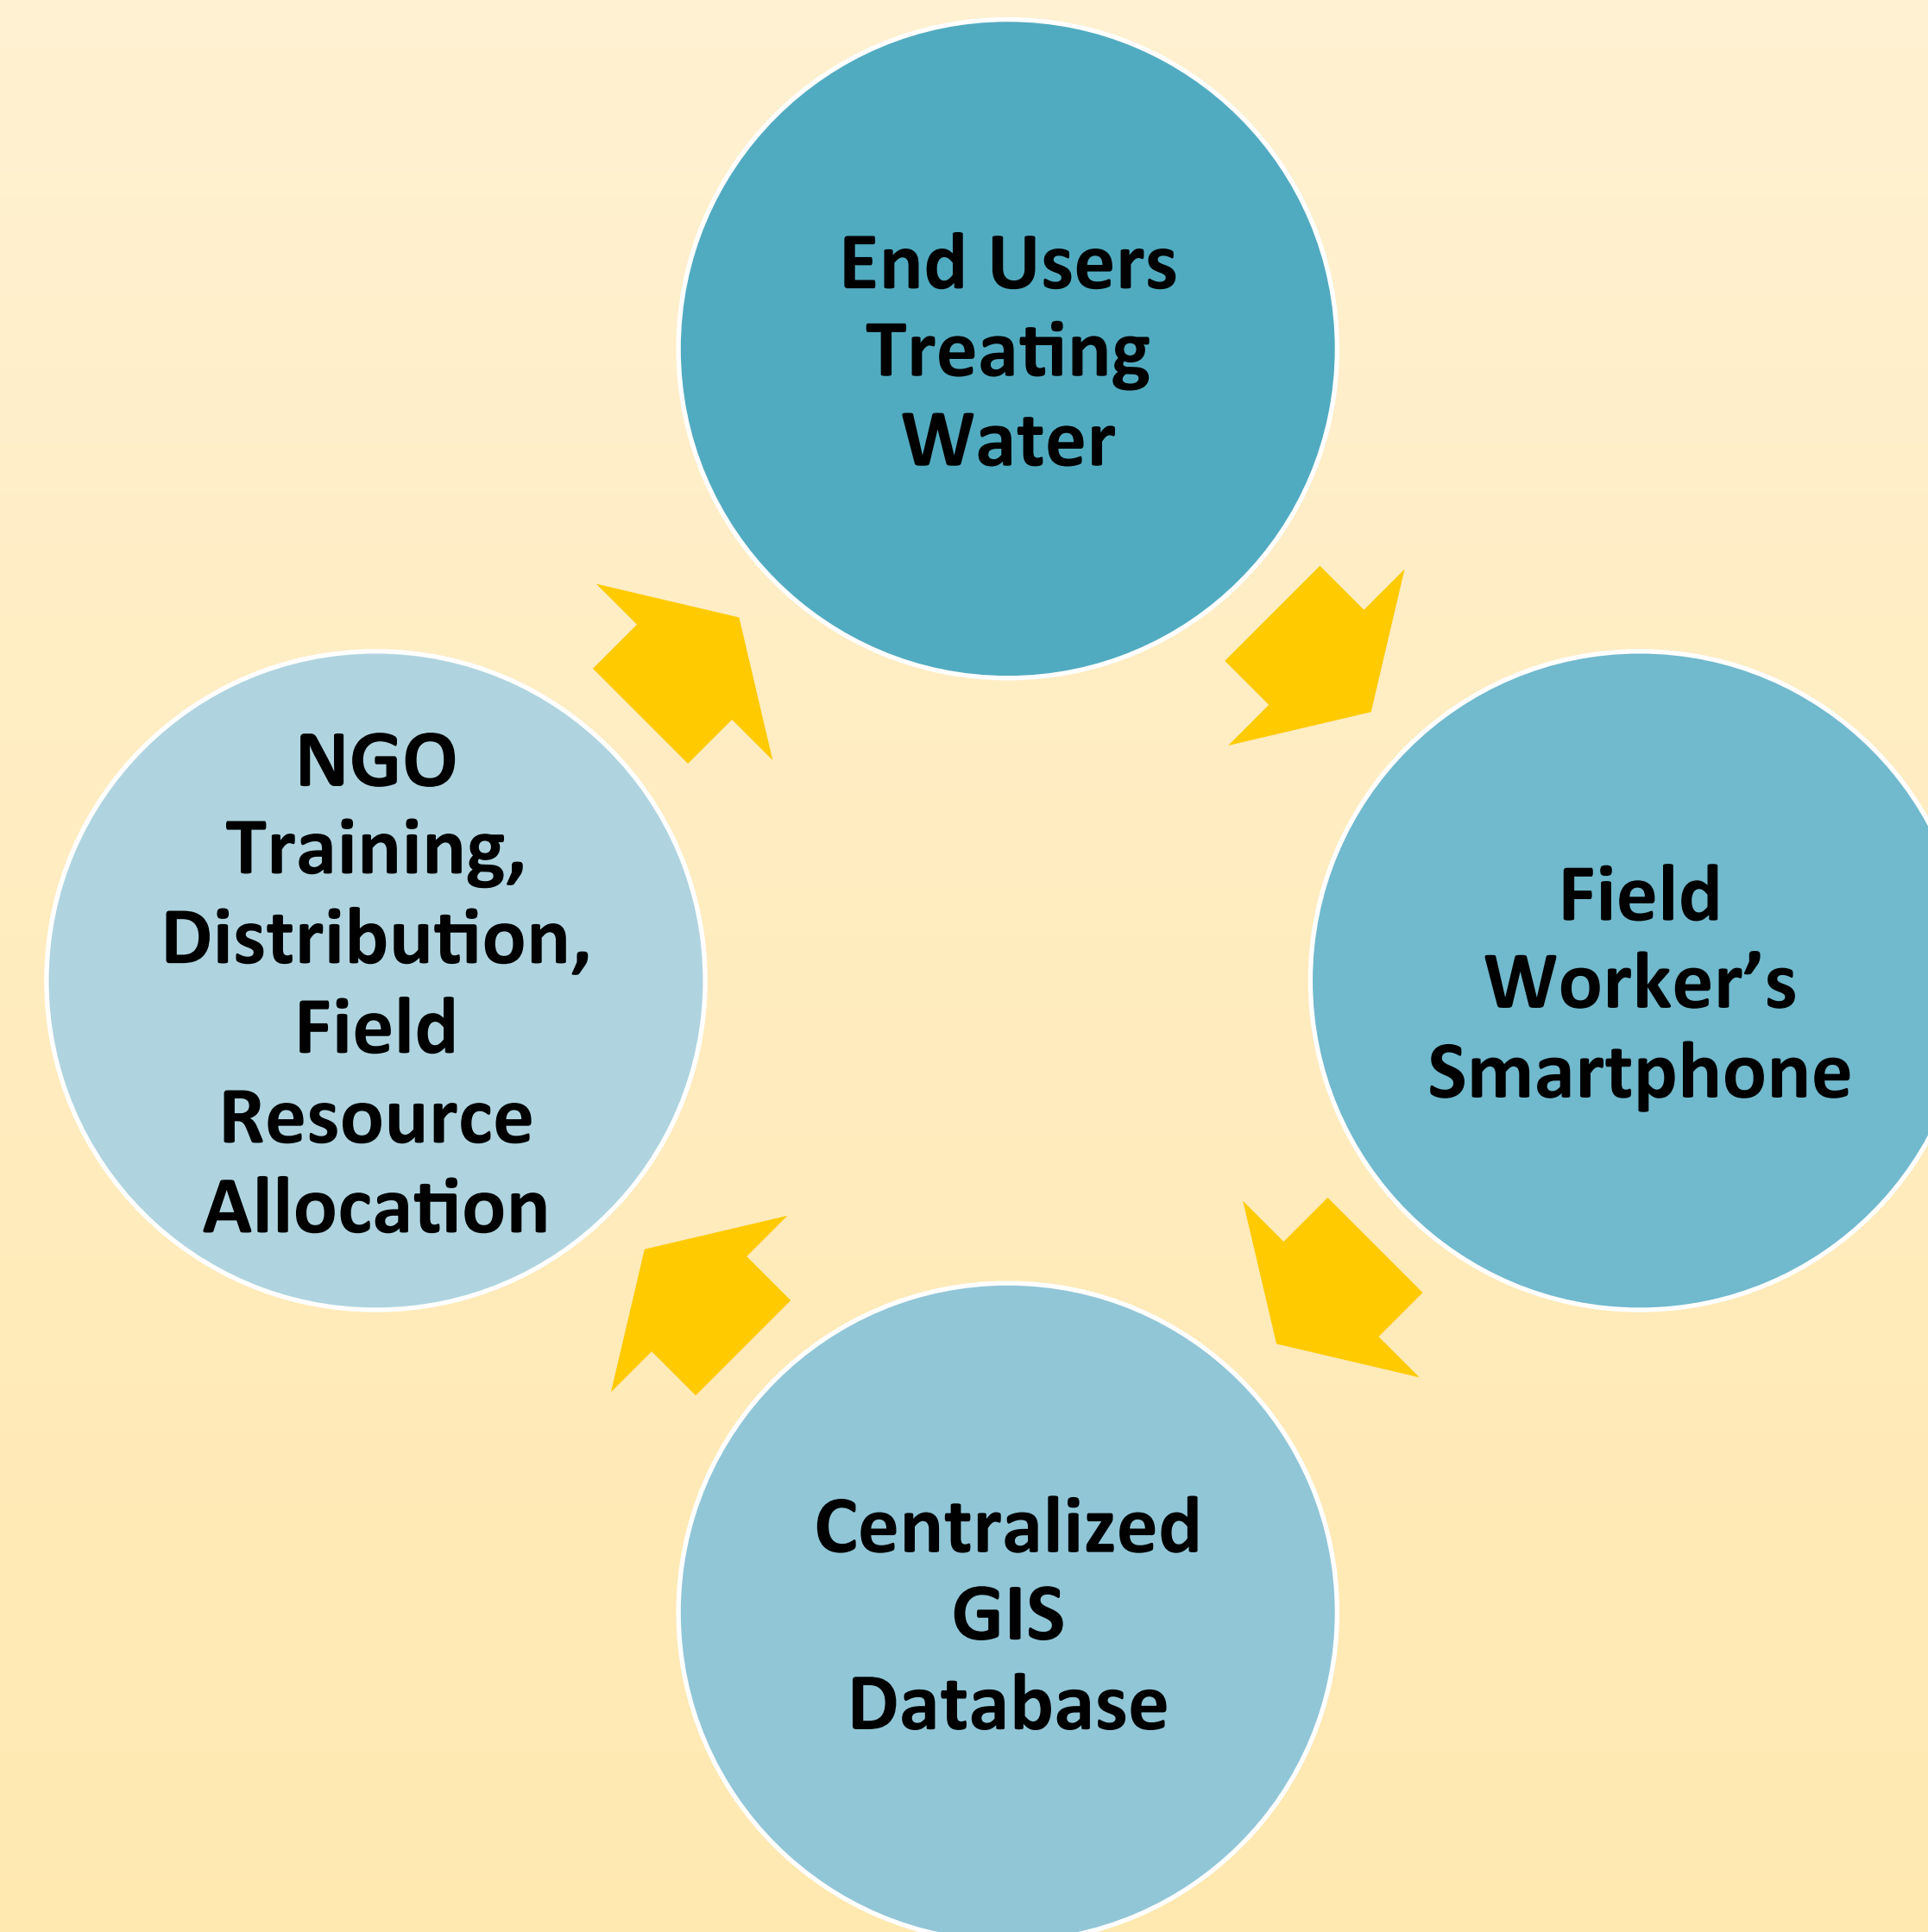 End Users
Treating
Water
Field
Worker’s
Smartphone
Centralized
GIS
Database
NGO
Training,
Distribution,
Field
Resource
Allocation